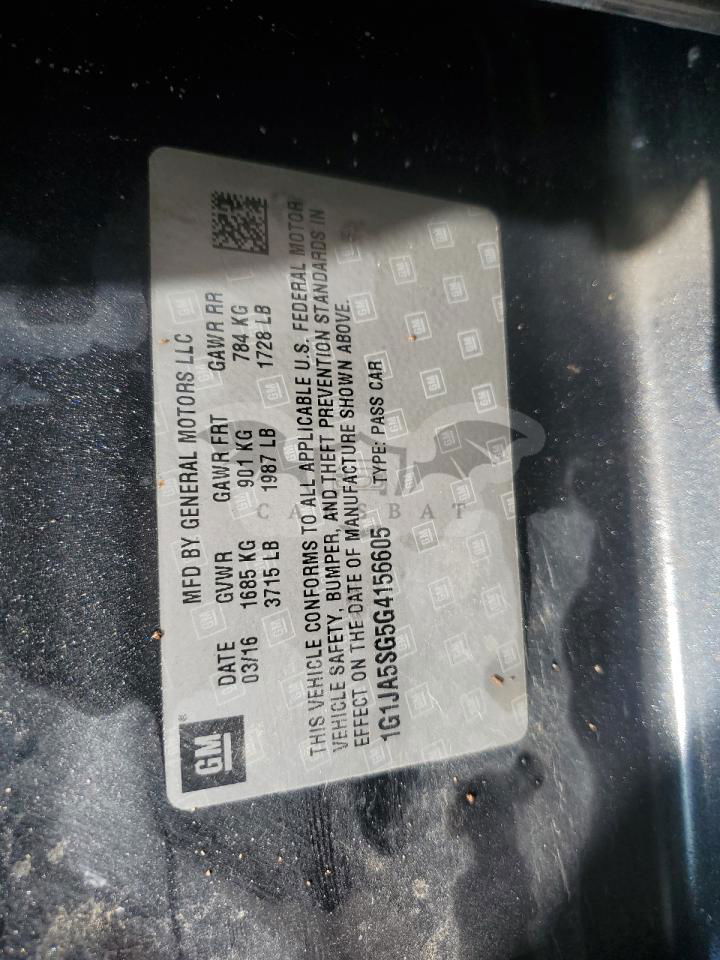 GM®
MFD BY GENERAL MOTORS LLC
DATE GVWR GAWR FRT GAWR RR
03/16 1685 KG 901 KG 784 KG
3715 LB 1987 LB 1728 LB
THIS VEHICLE CONFORMS TO ALL APPLICABLE U.S. FEDERAL MOTOR
VEHICLE SAFETY, BUMPER, AND THEFT PREVENTION STANDARDS IN
EFFECT ON THE DATE OF MANUFACTURE SHOWN ABOVE.
1G1JA5SG5G4156605 TYPE: PASS CAR